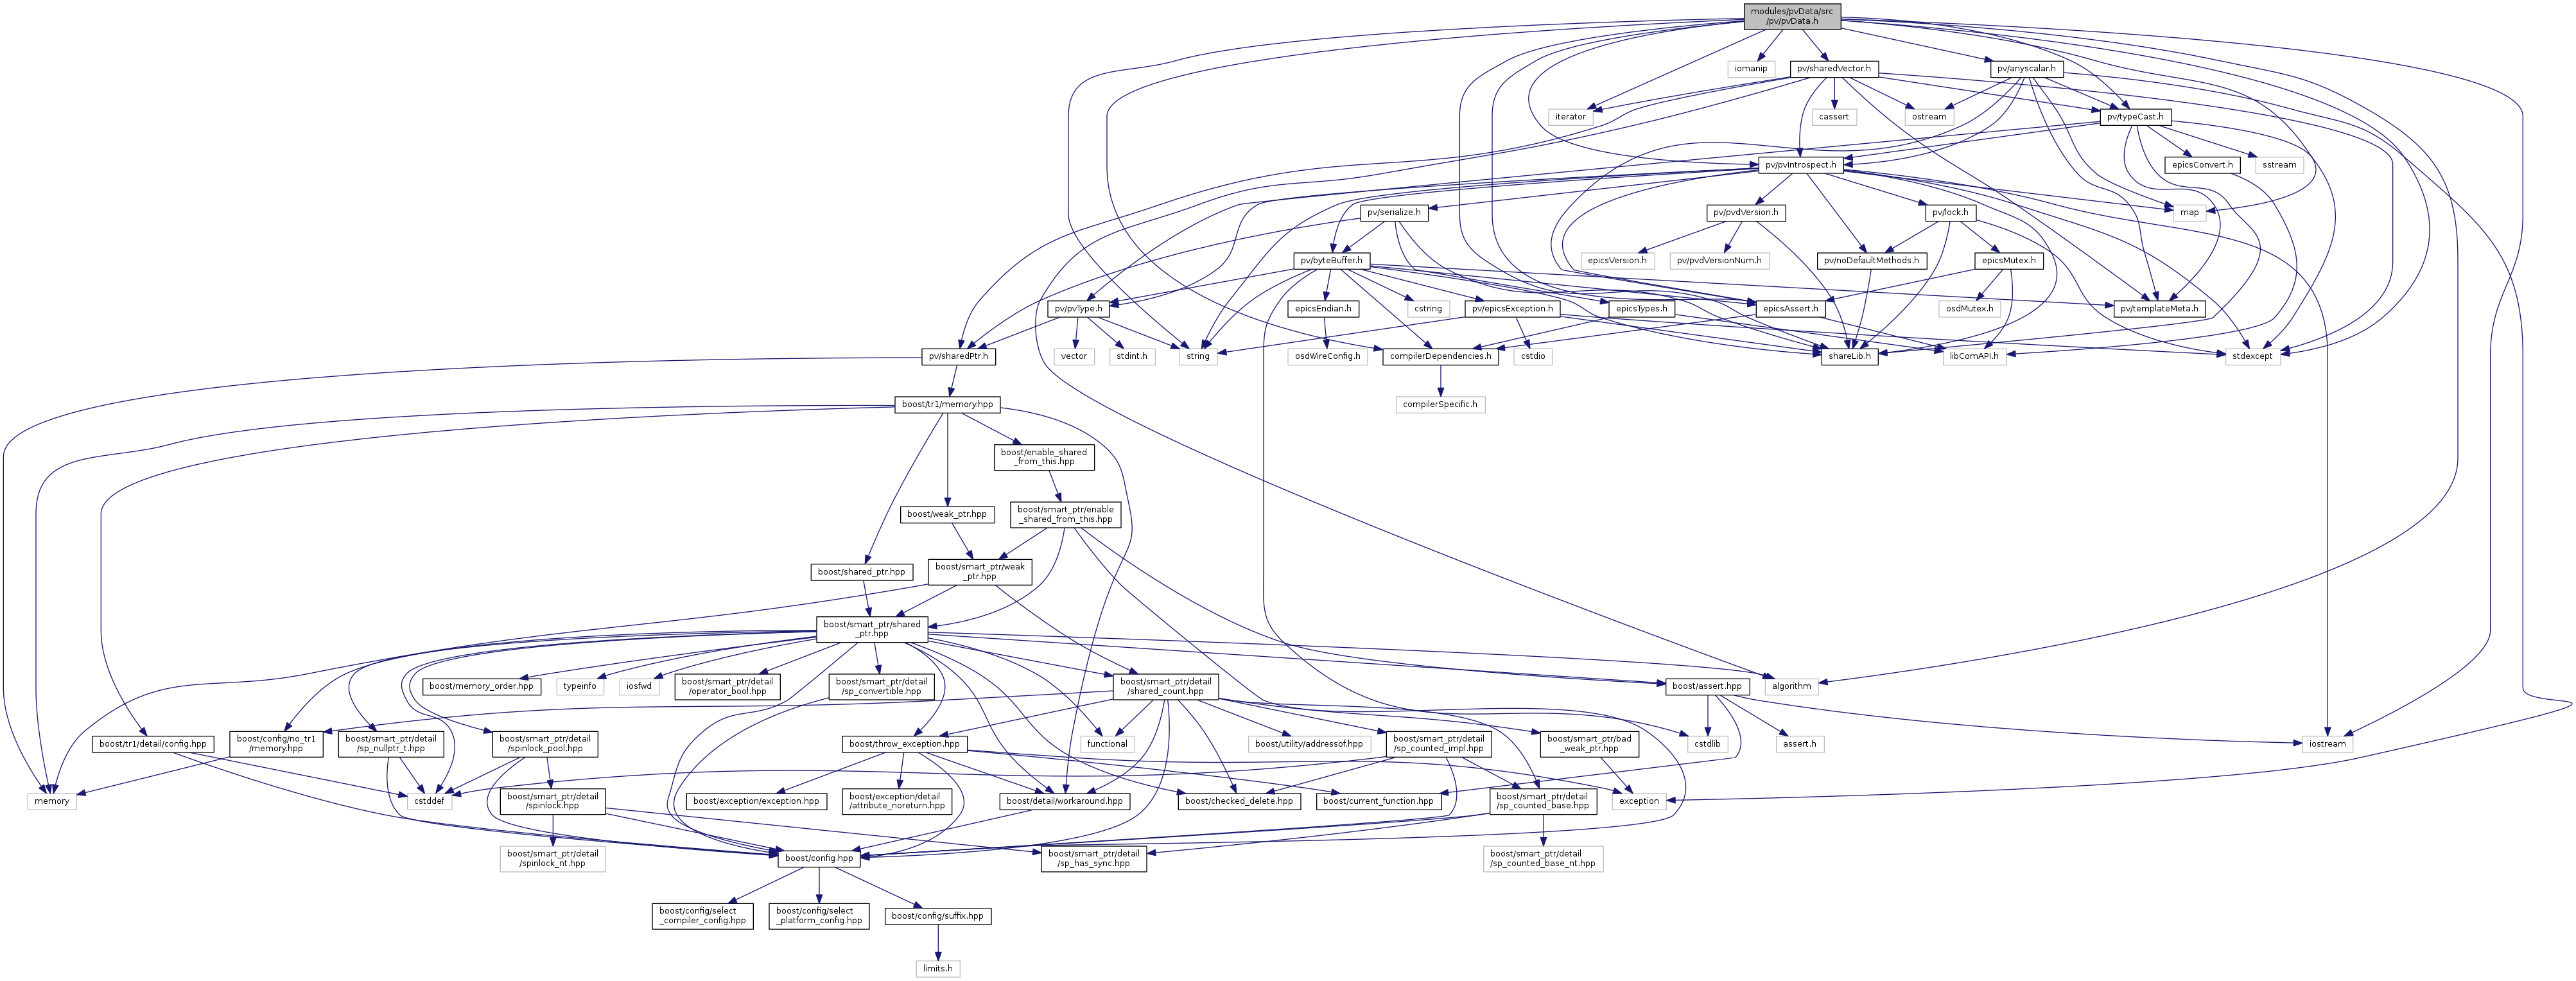 modules/pvData/src
/pv/pvData.h
iomanip
pv/sharedVector.h
pv/anyscalar.h
iterator
cassert
ostream
pv/typeCast.h
pv/pvIntrospect.h
epicsConvert.h
sstream
pv/serialize.h
pv/pvdVersion.h
pv/lock.h
map
pv/byteBuffer.h
epicsVersion.h
pv/pvdVersionNum.h
pv/noDefaultMethods.h
epicsMutex.h
pv/pvType.h
epicsEndian.h
cstring
pv/epicsException.h
epicsTypes.h
epicsAssert.h
osdMutex.h
pv/templateMeta.h
pv/sharedPtr.h
vector
stdint.h
string
osdWireConfig.h
compilerDependencies.h
cstdio
shareLib.h
libComAPI.h
stdexcept
boost/tr1/memory.hpp
compilerSpecific.h
boost/enable_shared
_from_this.hpp
boost/weak_ptr.hpp
boost/smart_ptr/enable
_shared_from_this.hpp
boost/shared_ptr.hpp
boost/smart_ptr/weak
_ptr.hpp
boost/smart_ptr/shared
_ptr.hpp
boost/memory_order.hpp
typeinfo
iosfwd
boost/smart_ptr/detail
/operator_bool.hpp
boost/smart_ptr/detail
/sp_convertible.hpp
boost/smart_ptr/detail
/shared_count.hpp
boost/assert.hpp
algorithm
boost/tr1/detail/config.hpp
boost/config/no_tr1
/memory.hpp
boost/smart_ptr/detail
/sp_nullptr_t.hpp
boost/smart_ptr/detail
/spinlock_pool.hpp
boost/throw_exception.hpp
functional
boost/utility/addressof.hpp
boost/smart_ptr/detail
/sp_counted_impl.hpp
boost/smart_ptr/bad
_weak_ptr.hpp
cstdlib
assert.h
iostream
memory
cstddef
boost/smart_ptr/detail
/spinlock.hpp
boost/exception/exception.hpp
boost/exception/detail
/attribute_noreturn.hpp
boost/detail/workaround.hpp
boost/checked_delete.hpp
boost/current_function.hpp
boost/smart_ptr/detail
/sp_counted_base.hpp
exception
boost/smart_ptr/detail
/spinlock_nt.hpp
boost/config.hpp
boost/smart_ptr/detail
/sp_has_sync.hpp
boost/smart_ptr/detail
/sp_counted_base_nt.hpp
boost/config/select
_compiler_config.hpp
boost/config/select
_platform_config.hpp
boost/config/suffix.hpp
limits.h